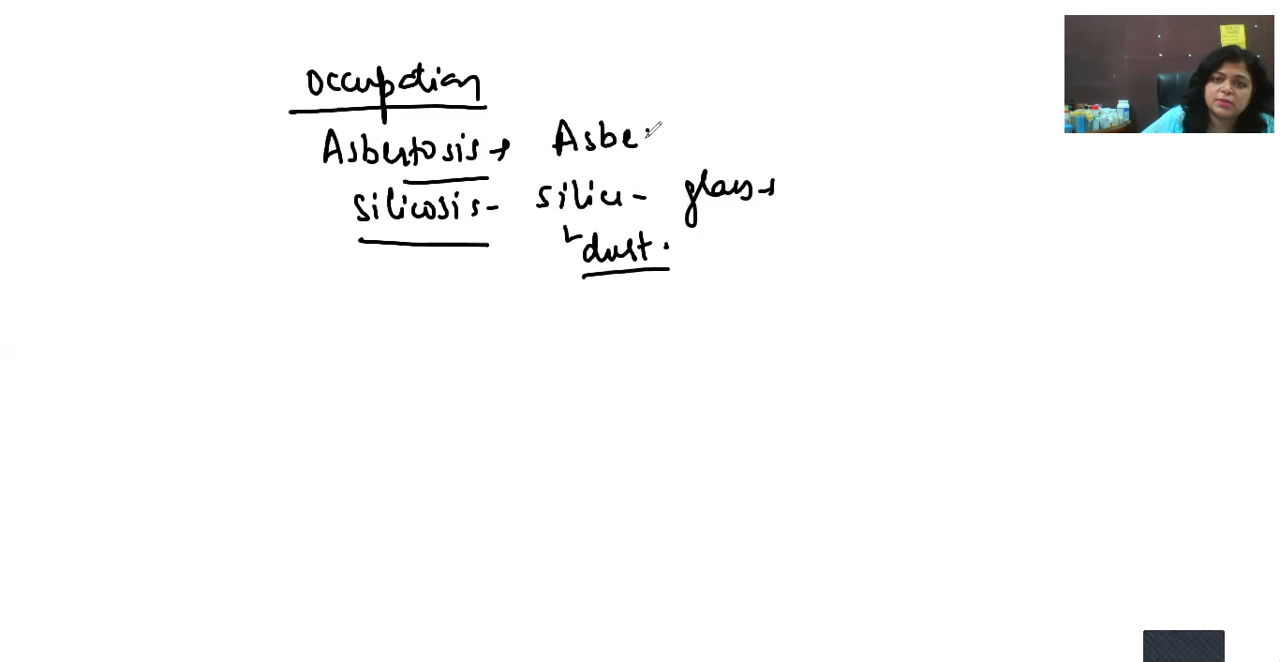 Occupation
Asbestosis → Asbe
Silicosis - Silica - glass
dust.